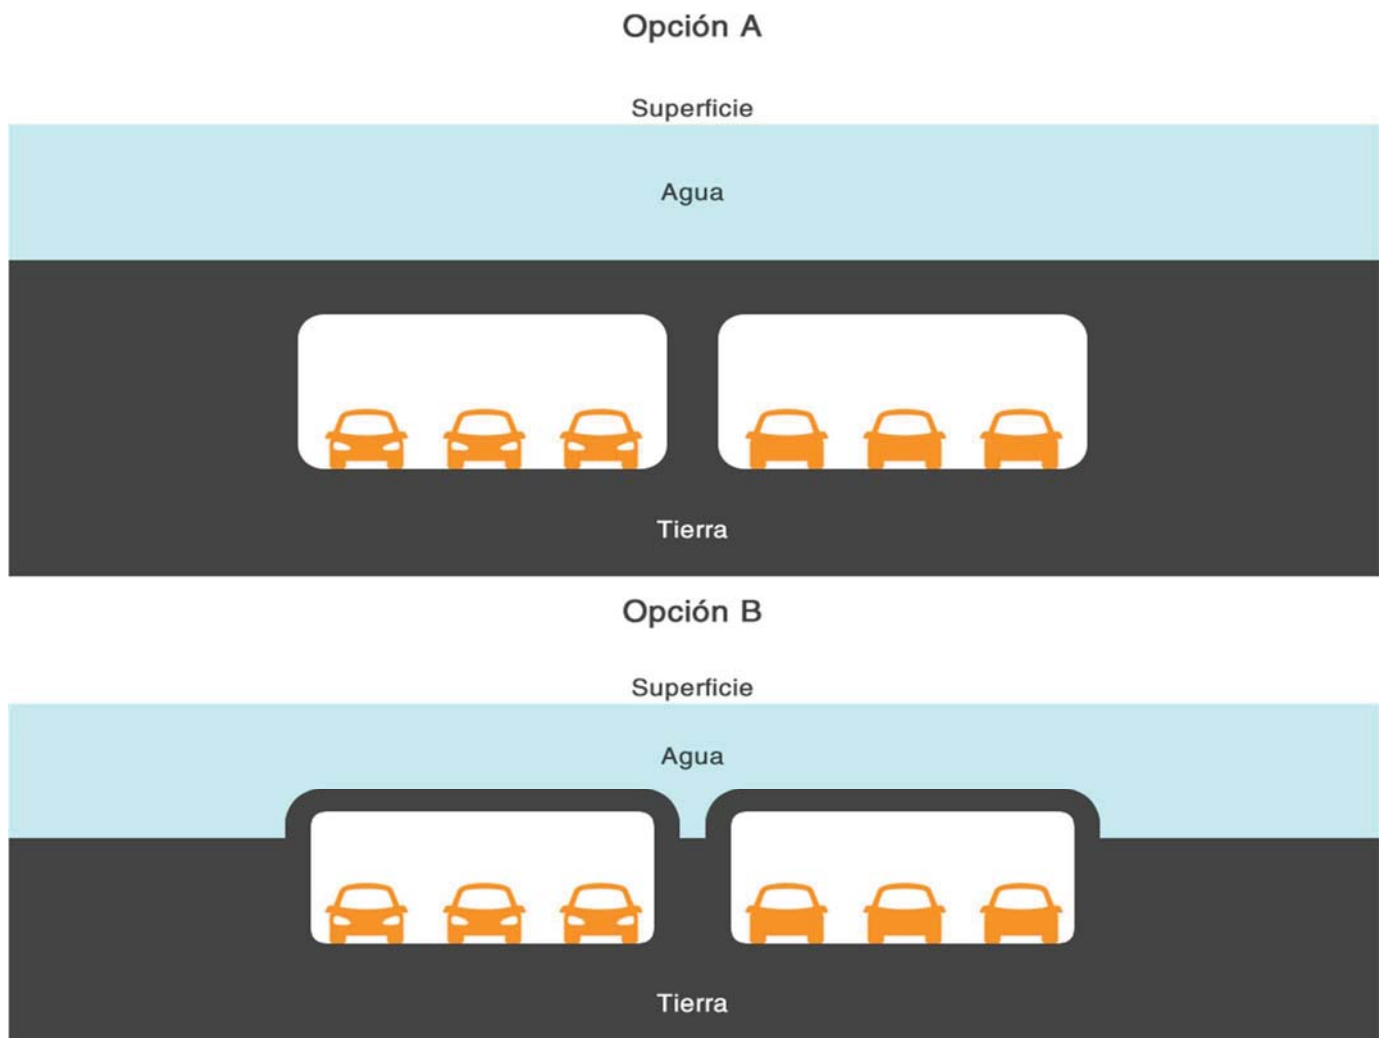 Opción A
Superficie
Agua
Tierra
Opción B
Superficie
Agua
Tierra